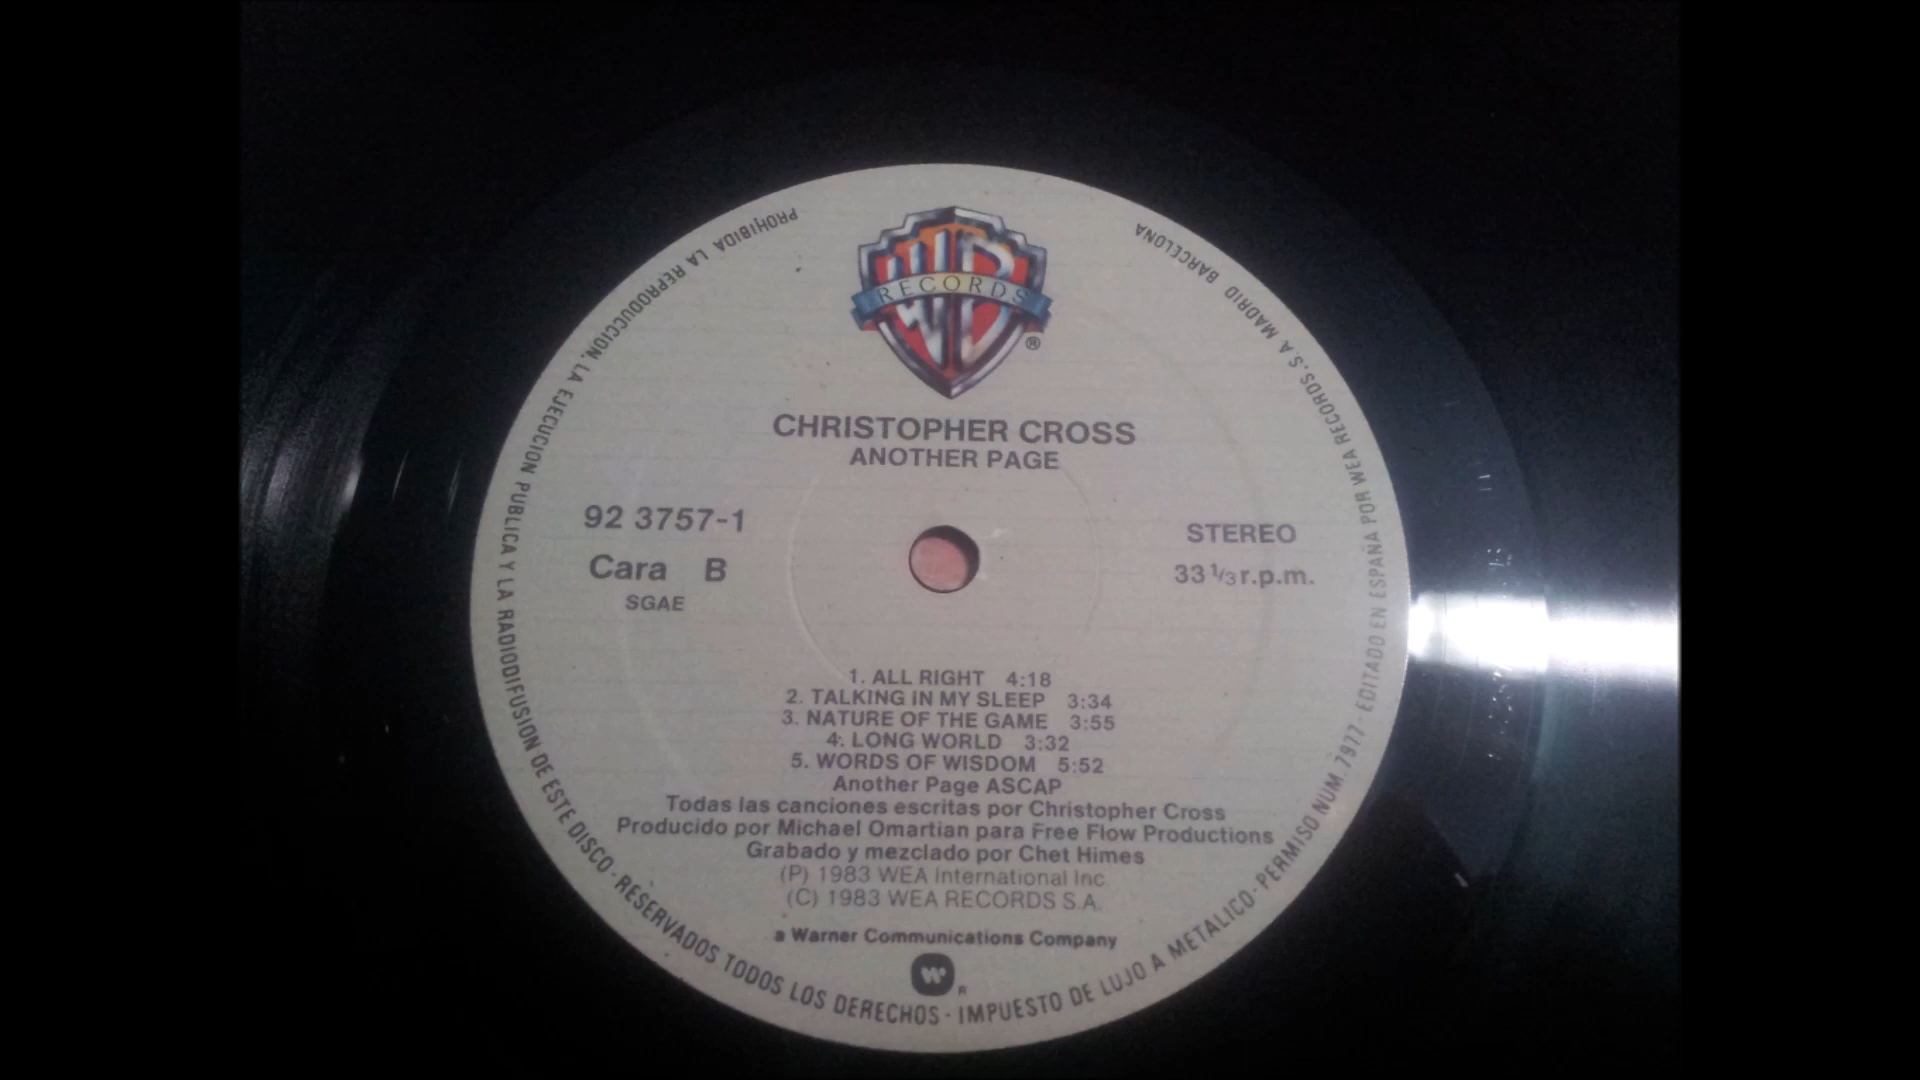 WB
RECORDS
®
CHRISTOPHER CROSS
ANOTHER PAGE
92 3757-1
Cara B
SGAE
STEREO
33 ⅓ r.p.m.
1. ALL RIGHT 4:18
2. TALKING IN MY SLEEP 3:34
3. NATURE OF THE GAME 3:55
4. LONG WORLD 3:32
5. WORDS OF WISDOM 5:52
Another Page ASCAP
Todas las canciones escritas por Christopher Cross
Producido por Michael Omartian para Free Flow Productions
Grabado y mezclado por Chet Himes
(P) 1983 WEA International Inc.
(C) 1983 WEA RECORDS S.A.
a Warner Communications Company
W
R
PROHIBIDA LA REPRODUCCION, LA EJECUCION PUBLICA Y LA RADIODIFUSION DE ESTE DISCO - RESERVADOS TODOS LOS DERECHOS - IMPUESTO DE LUJO A METALICO - PERMISO NUM. 7977 - EDITADO EN ESPAÑA POR WEA RECORDS, S.A. MADRID BARCELONA